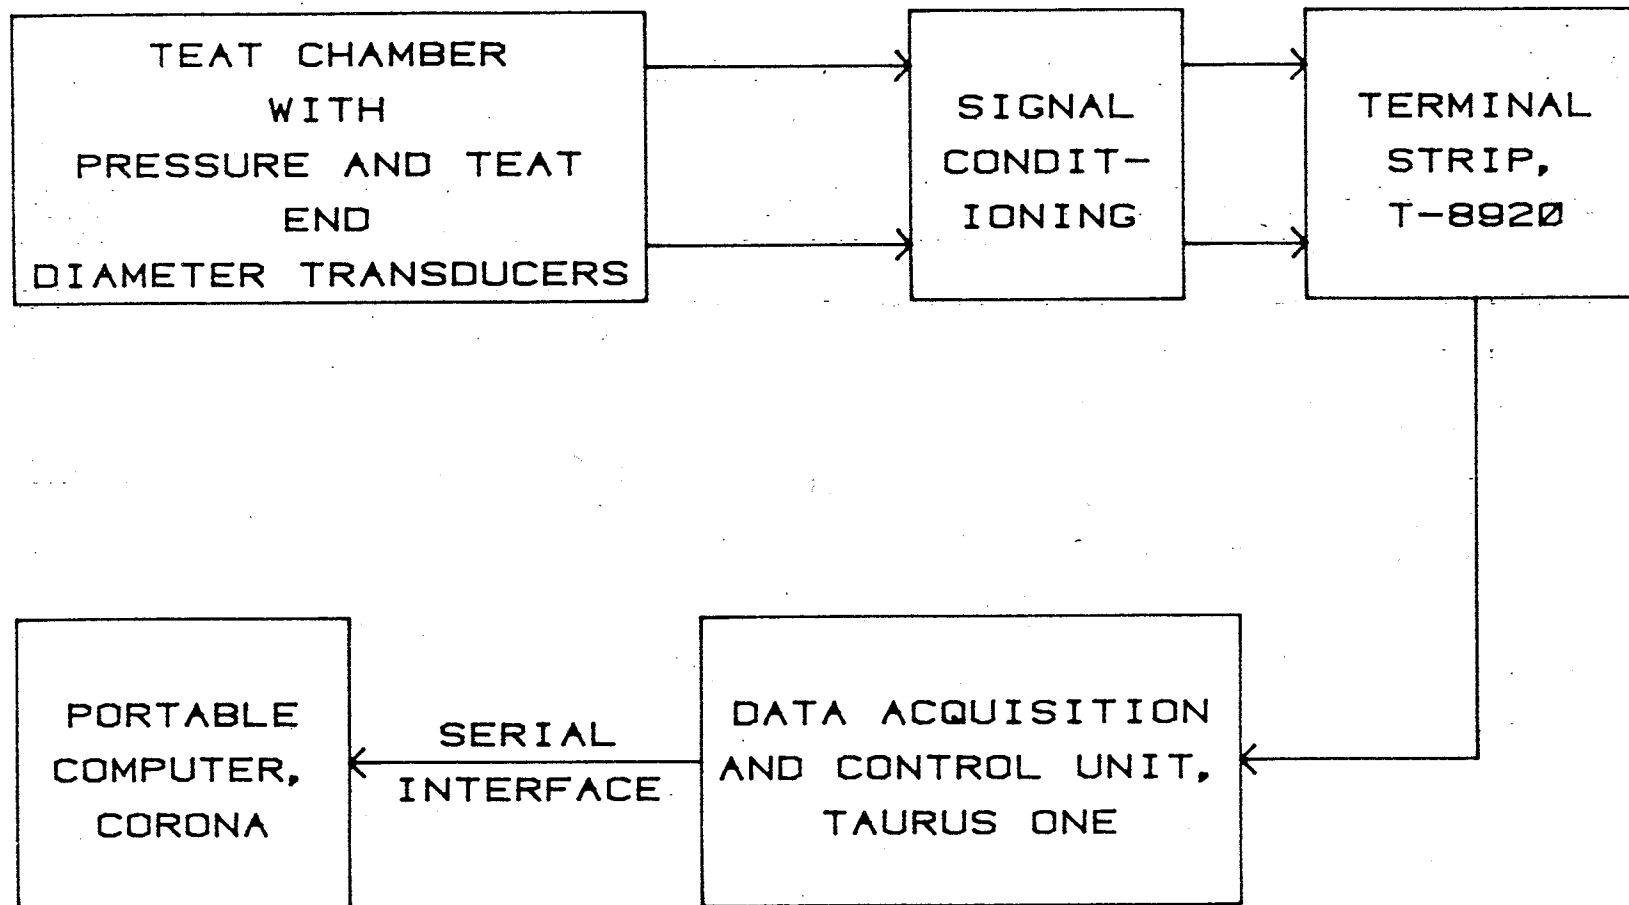 TEAT CHAMBER
WITH
PRESSURE AND TEAT
END
DIAMETER TRANSDUCERS
SIGNAL
CONDIT-
IONING
TERMINAL
STRIP,
T-8920
PORTABLE
COMPUTER,
CORONA
SERIAL
INTERFACE
DATA ACQUISITION
AND CONTROL UNIT,
TAURUS ONE